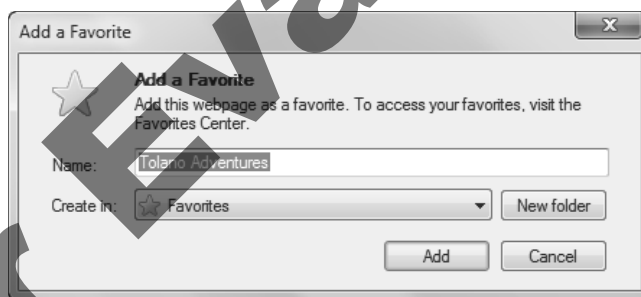 Add a Favorite
Add a Favorite
Add this webpage as a favorite. To access your favorites, visit the
Favorites Center.
Name: Tolano Adventures
Create in: Favorites New folder
Add Cancel